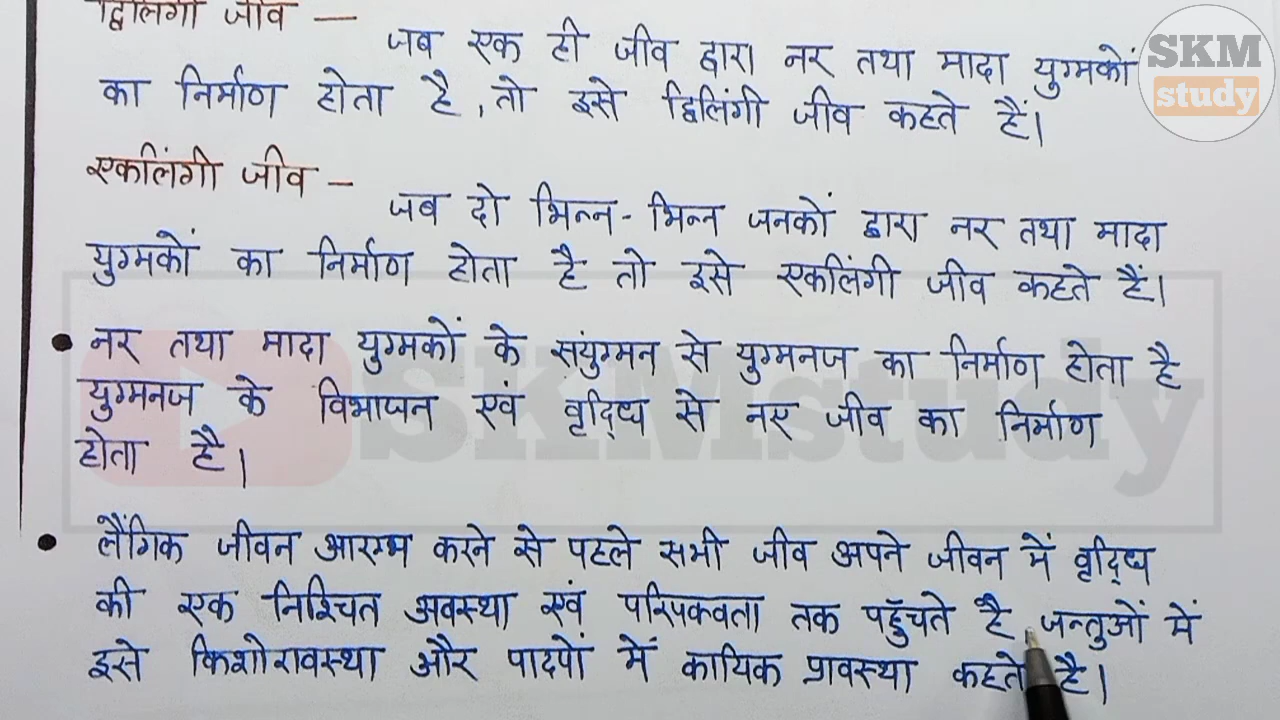 द्विलिंगी जीव —
जब एक ही जीव द्वारा नर तथा मादा युग्मकों
का निर्माण होता है, तो इसे द्विलिंगी जीव कहते हैं।
एकलिंगी जीव —
जब दो भिन्न-भिन्न जनकों द्वारा नर तथा मादा
युग्मकों का निर्माण होता है तो इसे एकलिंगी जीव कहते हैं।
• नर तथा मादा युग्मकों के संयुग्मन से युग्मनज का निर्माण होता है
युग्मनज के विभाजन एवं वृद्धि से नए जीव का निर्माण
होता है।
• लैंगिक जीवन आरम्भ करने से पहले सभी जीव अपने जीवन में वृद्धि
की एक निश्चित अवस्था एवं परिपक्वता तक पहुँचते है, जन्तुओं में
इसे किशोरावस्था और पादपों में कायिक प्रावस्था कहते है।
SKM
study
SKMstudy